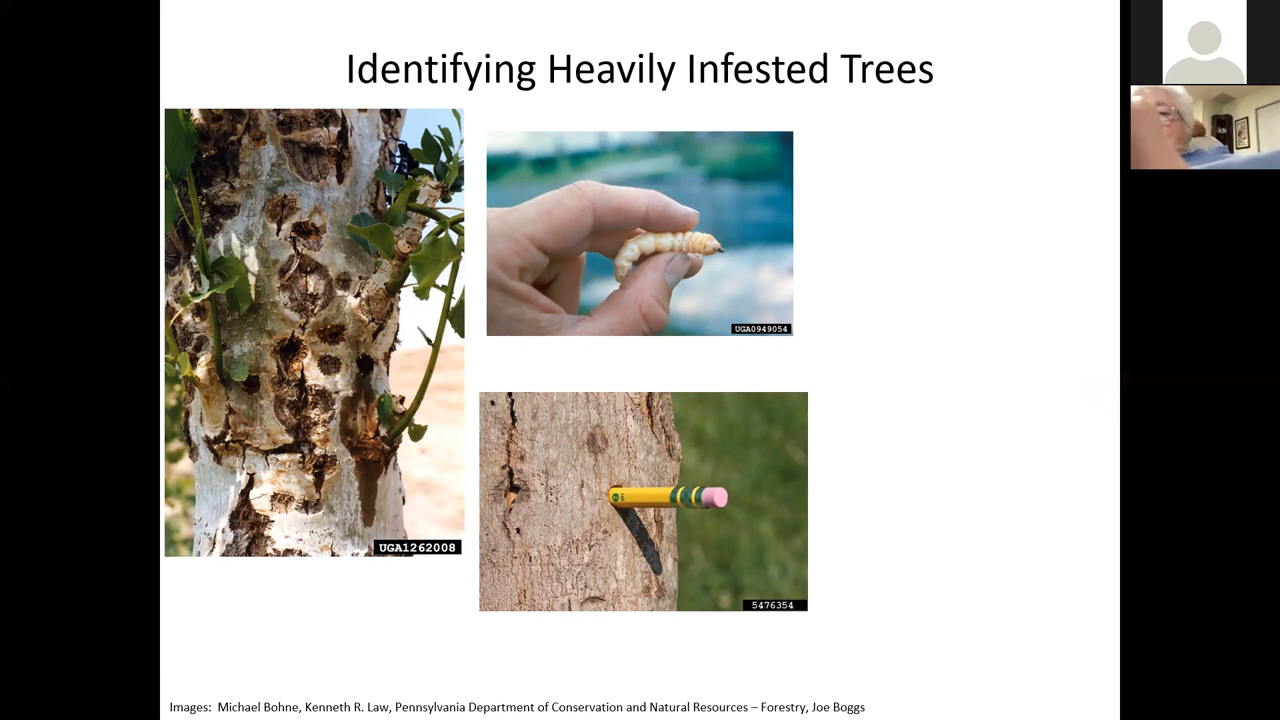 Identifying Heavily Infested Trees
UGA1262008
UGA0949054
5476354
Images: Michael Bohne, Kenneth R. Law, Pennsylvania Department of Conservation and Natural Resources – Forestry, Joe Boggs